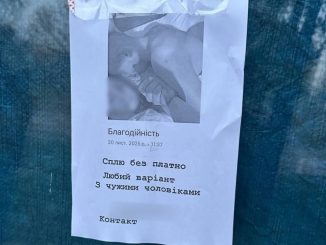 Благодійність
Сплю без платно
Любий варіант
З чужими чоловіками
Контакт